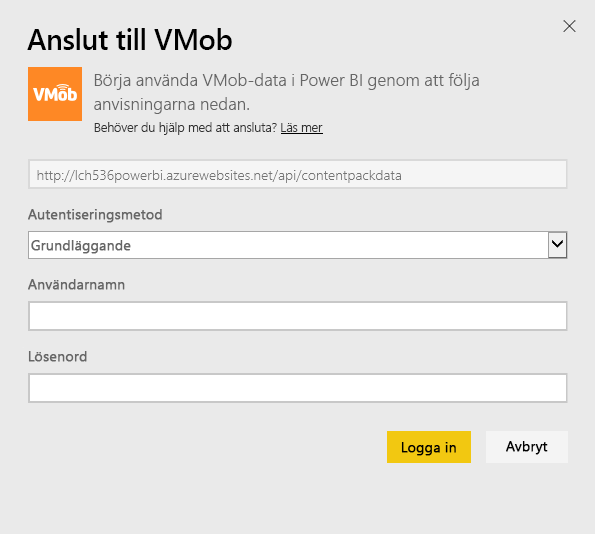 Anslut till VMob
VMob
Börja använda VMob-data i Power BI genom att följa
anvisningarna nedan.
Behöver du hjälp med att ansluta? Läs mer
http://lch536powerbi.azurewebsites.net/api/contentpackdata
Autentiseringsmetod
Grundläggande
Användarnamn
Lösenord
Logga in
Avbryt